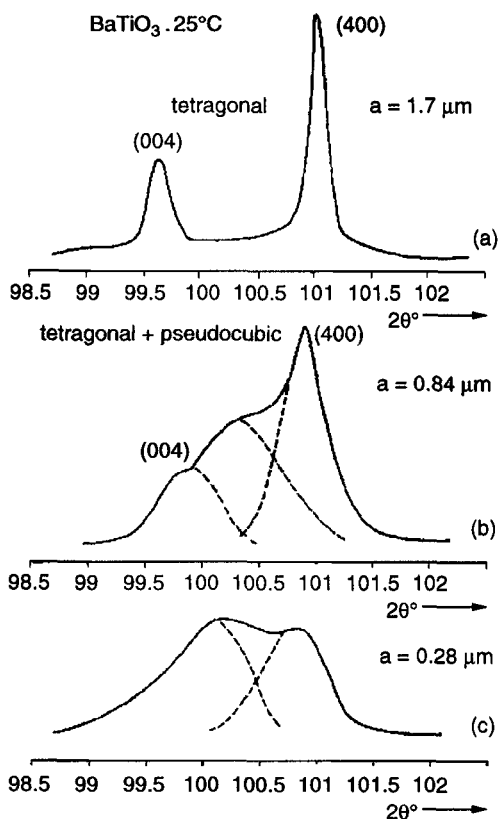 BaTiO₃ . 25°C
(400)
tetragonal
a = 1.7 µm
(004)
(a)
98.5 99 99.5 100 100.5 101 101.5 102
2θ°
tetragonal + pseudocubic
(400)
a = 0.84 µm
(004)
(b)
98.5 99 99.5 100 100.5 101 101.5 102
2θ°
a = 0.28 µm
(c)
98.5 99 99.5 100 100.5 101 101.5 102
2θ°